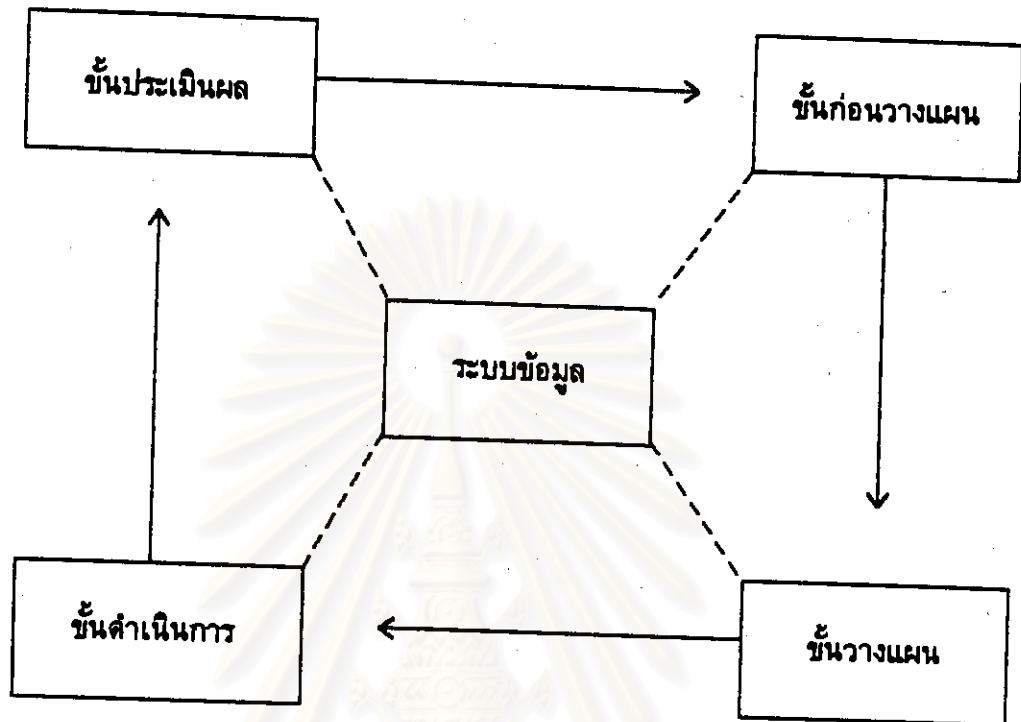 ขั้นประเมินผล
ขั้นก่อนวางแผน
ระบบข้อมูล
ขั้นดำเนินการ
ขั้นวางแผน